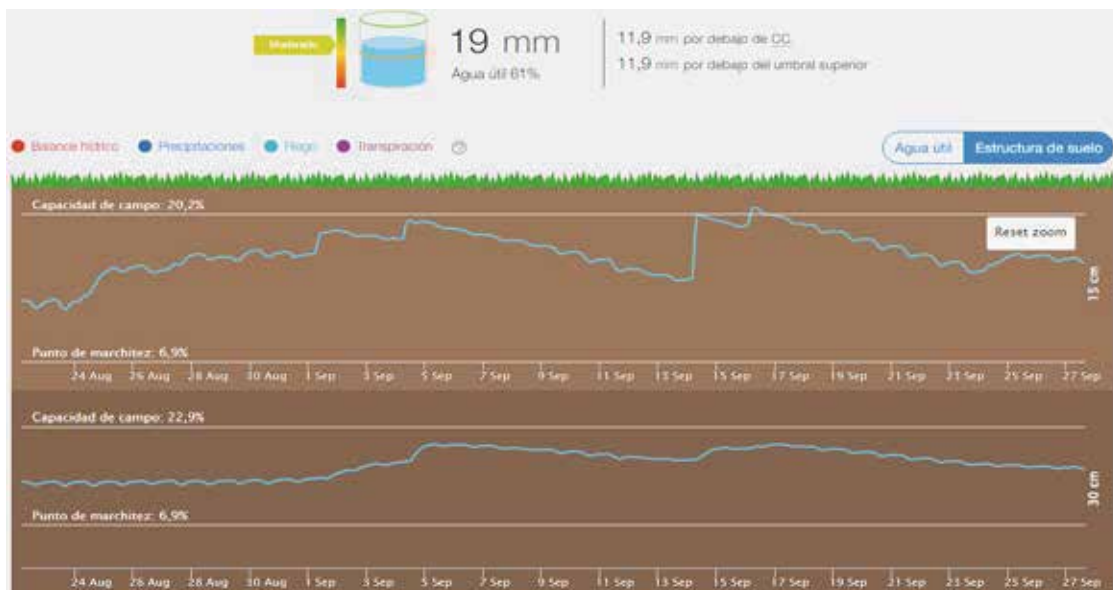 Moderado
19 mm
Agua útil 61%
11,9 mm por debajo de CC
11,9 mm por debajo del umbral superior
Balance hídrico Precipitaciones Riego Transpiración
Agua útil Estructura de suelo
Capacidad de campo: 20,2%
Reset zoom
15 cm
Punto de marchitez: 6,9%
24 Aug 26 Aug 28 Aug 30 Aug 1 Sep 3 Sep 5 Sep 7 Sep 9 Sep 11 Sep 13 Sep 15 Sep 17 Sep 19 Sep 21 Sep 23 Sep 25 Sep 27 Sep
Capacidad de campo: 22,9%
30 cm
Punto de marchitez: 6,9%
24 Aug 26 Aug 28 Aug 30 Aug 1 Sep 3 Sep 5 Sep 7 Sep 9 Sep 11 Sep 13 Sep 15 Sep 17 Sep 19 Sep 21 Sep 23 Sep 25 Sep 27 Sep